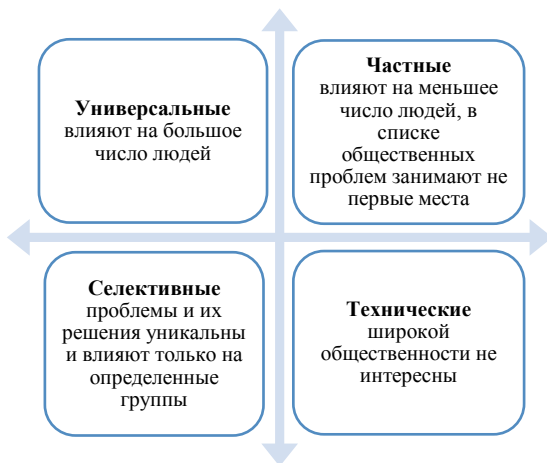 Универсальные
влияют на большое
число людей
Частные
влияют на меньшее
число людей, в
списке
общественных
проблем занимают не
первые места
Селективные
проблемы и их
решения уникальны
и влияют только на
определенные
группы
Технические
широкой
общественности не
интересны